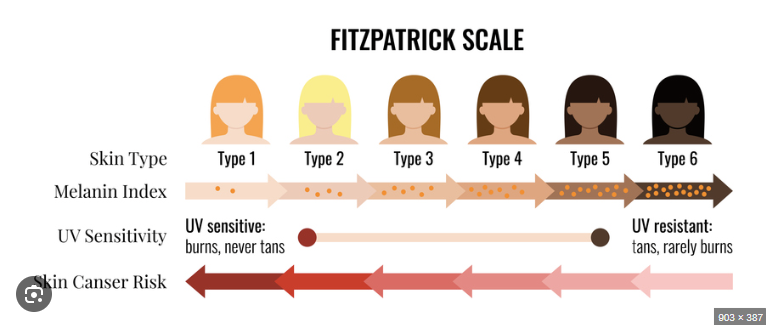 FITZPATRICK SCALE
Skin Type Type 1 Type 2 Type 3 Type 4 Type 5 Type 6
Melanin Index
UV Sensitivity
UV sensitive:
burns, never tans
UV resistant:
tans, rarely burns
Skin Canser Risk
903 × 387